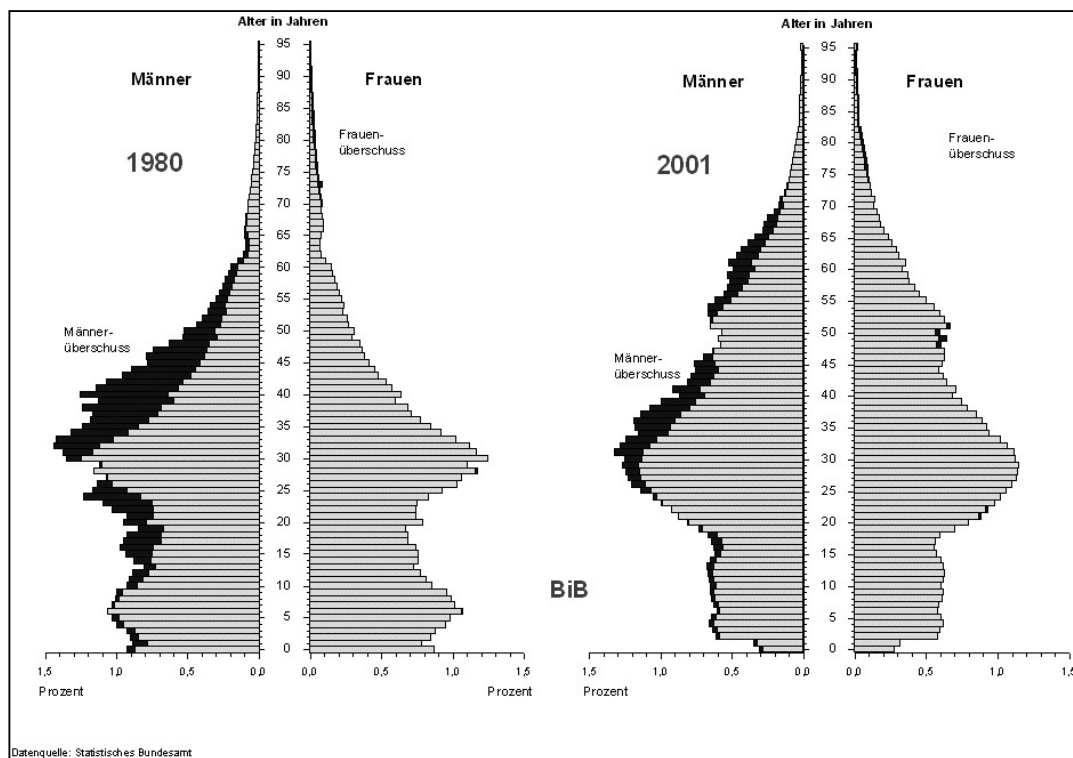 Alter in Jahren
Männer
Frauen
Frauen-
überschuss
1980
Männer-
überschuss
95
90
85
80
75
70
65
60
55
50
45
40
35
30
25
20
15
10
5
0
1,5 1,0 0,5 0,0
0,0 0,5 1,0 1,5
Prozent
Prozent
Alter in Jahren
Männer
Frauen
Frauen-
überschuss
2001
Männer-
überschuss
95
90
85
80
75
70
65
60
55
50
45
40
35
30
25
20
15
10
5
0
BiB
1,5 1,0 0,5 0,0
0,0 0,5 1,0 1,5
Prozent
Prozent
Datenquelle: Statistisches Bundesamt